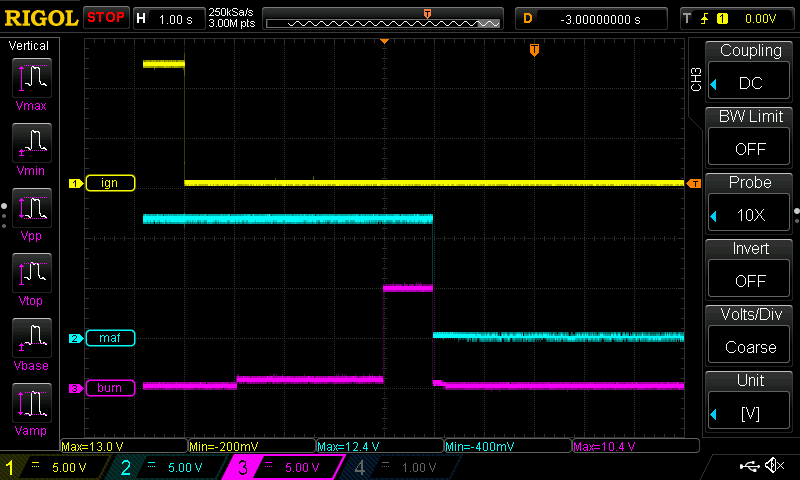 RIGOL STOP H 1.00 s 250kSa/s 3.00M pts T D -3.00000000 s T 1 0.00V
Vertical
Vmax
Vmin
Vpp
Vtop
Vbase
Vamp
T
1 ign T
2 maf
3 burn
CH3
Coupling
DC
BW Limit
OFF
Probe
10X
Invert
OFF
Volts/Div
Coarse
Unit
[V]
Max=13.0 V Min=-200mV Max=12.4 V Min=-400mV Max=10.4 V
1 5.00 V 2 5.00 V 3 5.00 V 4 1.00 V